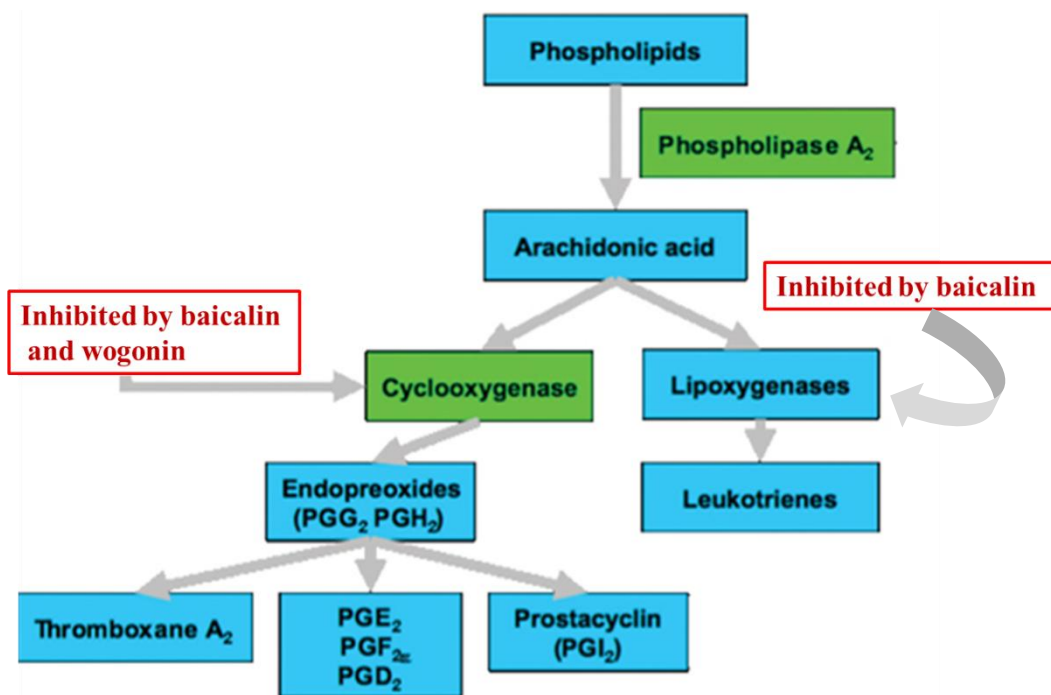 Phospholipids
Phospholipase A₂
Arachidonic acid
Inhibited by baicalin
and wogonin
Inhibited by baicalin
Cyclooxygenase
Lipoxygenases
Endopreoxides
(PGG₂ PGH₂)
Leukotrienes
Thromboxane A₂
PGE₂
PGF₂
PGD₂
Prostacyclin
(PGI₂)